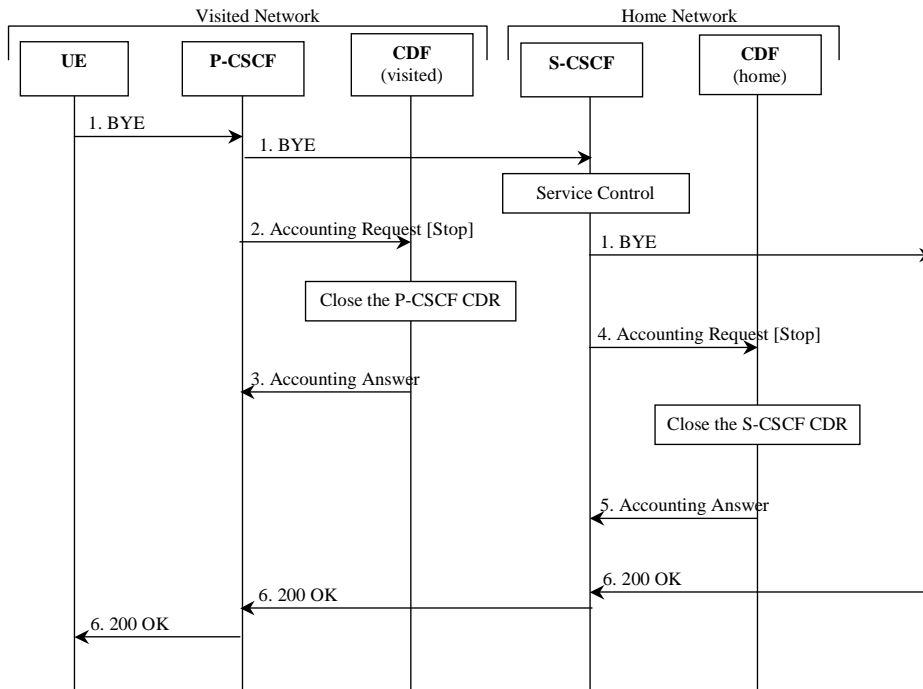 Visited Network
Home Network
UE
P-CSCF
CDF
(visited)
S-CSCF
CDF
(home)
1. BYE
1. BYE
Service Control
2. Accounting Request [Stop]
1. BYE
Close the P-CSCF CDR
4. Accounting Request [Stop]
3. Accounting Answer
Close the S-CSCF CDR
5. Accounting Answer
6. 200 OK
6. 200 OK
6. 200 OK